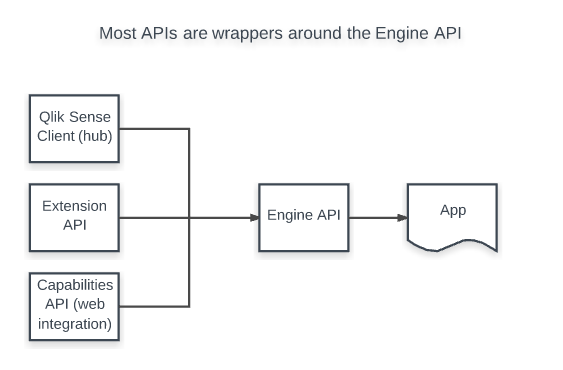 Most APIs are wrappers around the Engine API
Qlik Sense
Client (hub)
Extension
API
Engine API
App
Capabilities
API (web
integration)